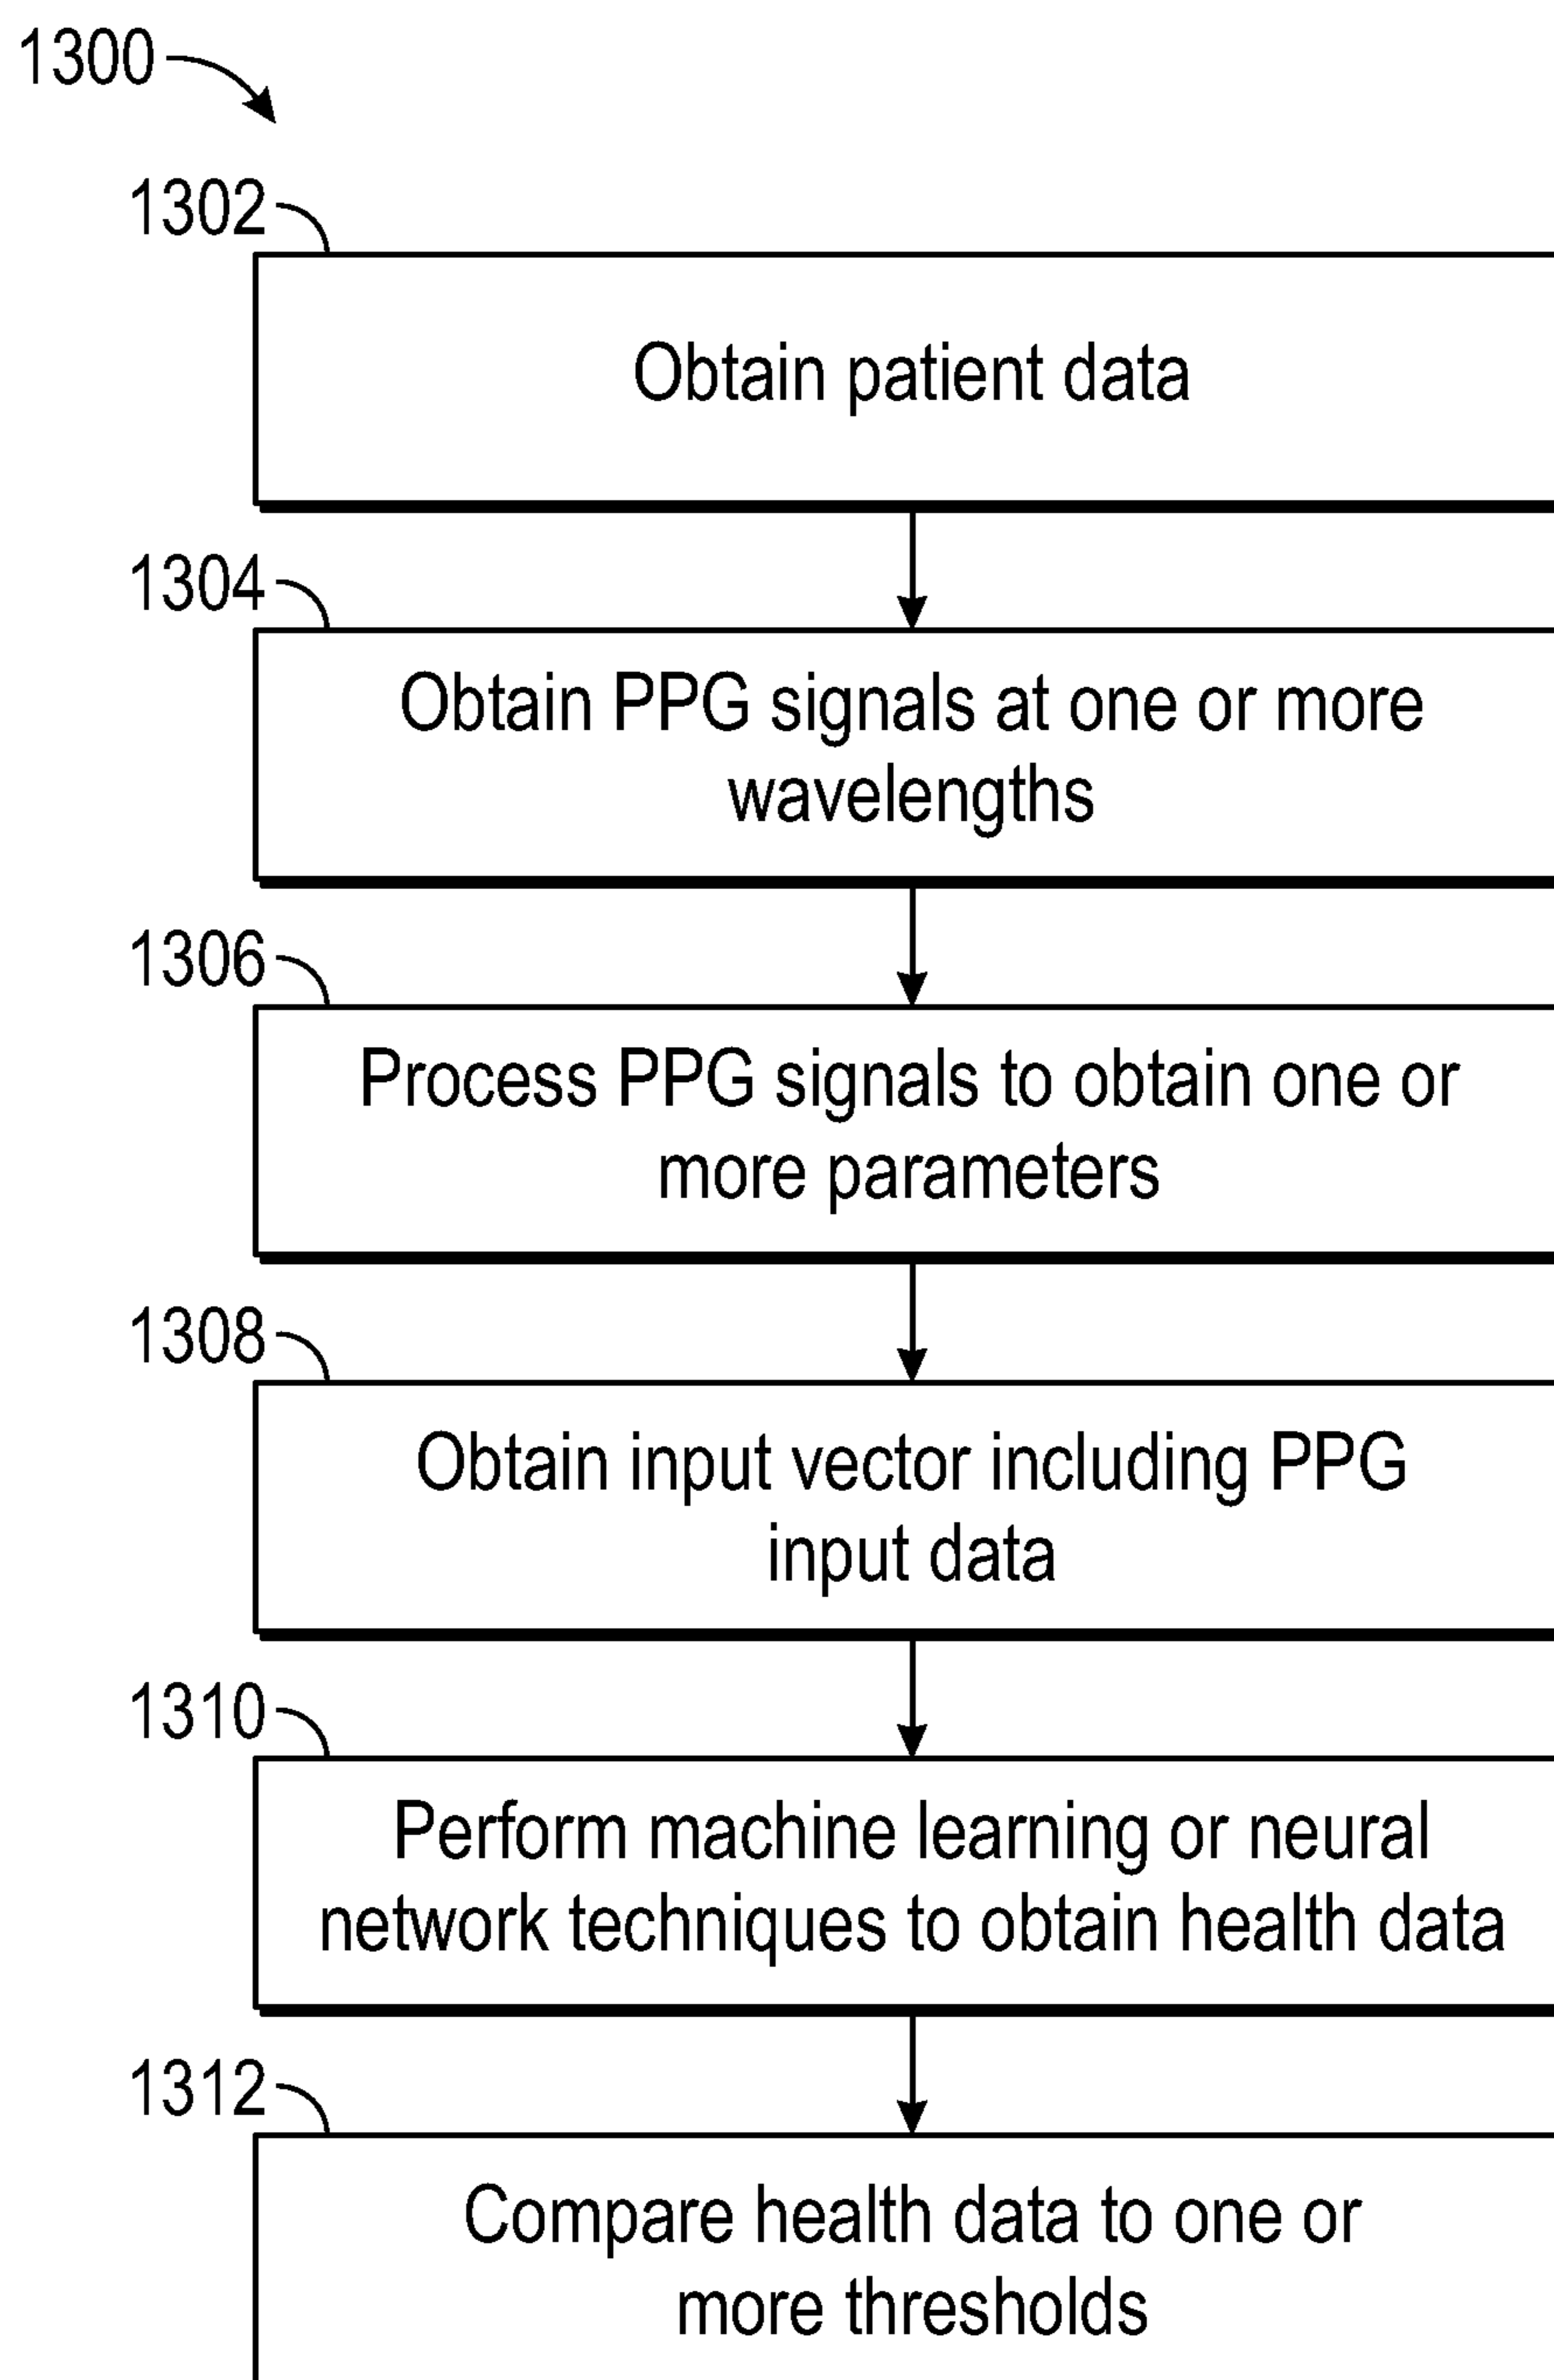 1300
1302
Obtain patient data
1304
Obtain PPG signals at one or more
wavelengths
1306
Process PPG signals to obtain one or
more parameters
1308
Obtain input vector including PPG
input data
1310
Perform machine learning or neural
network techniques to obtain health data
1312
Compare health data to one or
more thresholds